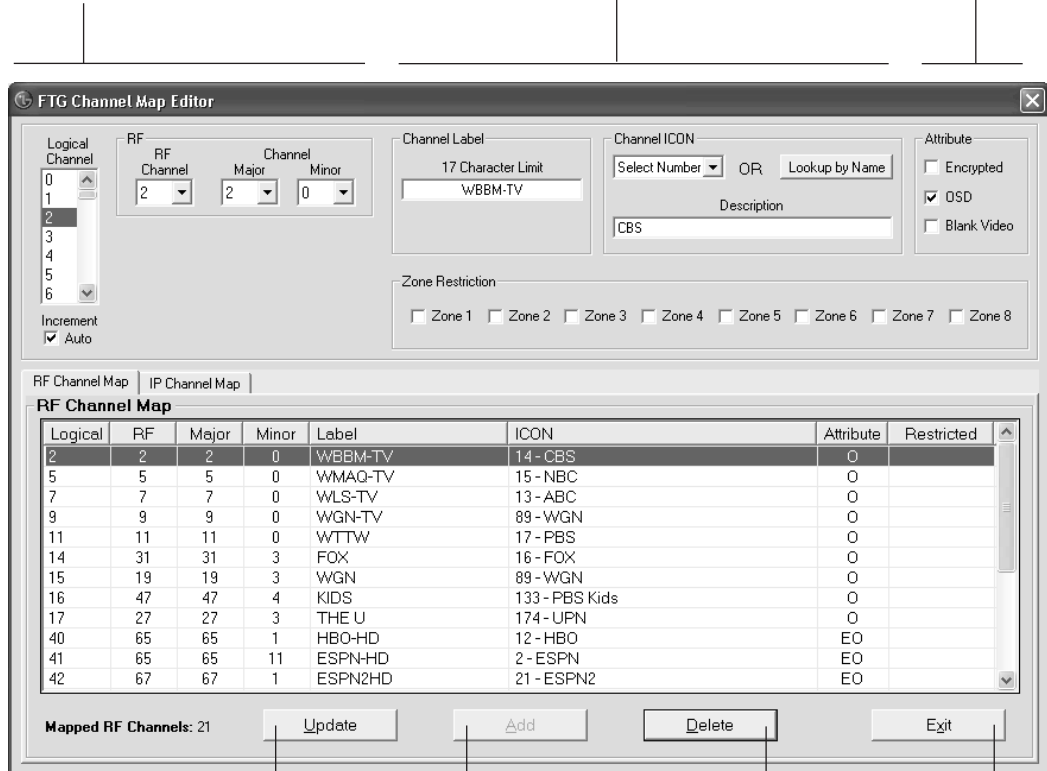 FTG Channel Map Editor
Logical Channel
0
1
2
3
4
5
6
Increment
Auto
RF
RF Channel
2
Channel
Major
2
Minor
0
Channel Label
17 Character Limit
WBBM-TV
Channel ICON
Select Number OR Lookup by Name
Description
CBS
Attribute
Encrypted
OSD
Blank Video
Zone Restriction
Zone 1 Zone 2 Zone 3 Zone 4 Zone 5 Zone 6 Zone 7 Zone 8
RF Channel Map IP Channel Map
RF Channel Map
Logical RF Major Minor Label ICON Attribute Restricted
2 2 2 0 WBBM-TV 14 - CBS O
5 5 5 0 WMAQ-TV 15 - NBC O
7 7 7 0 WLS-TV 13 - ABC O
9 9 9 0 WGN-TV 89 - WGN O
11 11 11 0 WTTW 17 - PBS O
14 31 31 3 FOX 16 - FOX O
15 19 19 3 WGN 89 - WGN O
16 47 47 4 KIDS 133 - PBS Kids O
17 27 27 3 THE U 174 - UPN O
40 65 65 1 HBO-HD 12 - HBO EO
41 65 65 11 ESPN-HD 2 - ESPN EO
42 67 67 1 ESPN2HD 21 - ESPN2 EO
Mapped RF Channels: 21 Update Add Delete Exit